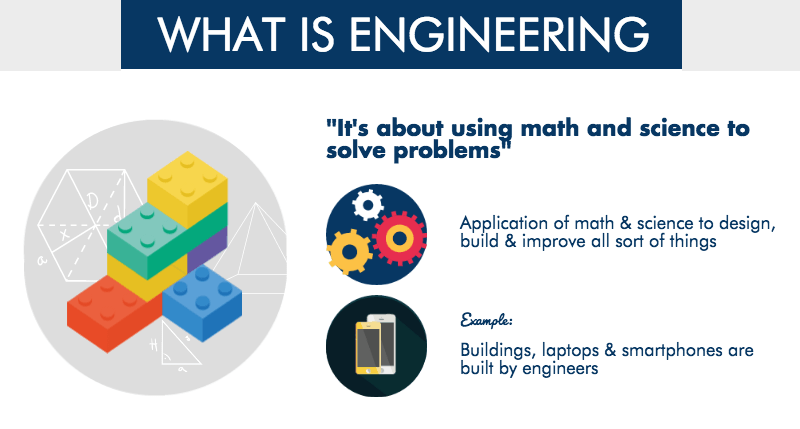 WHAT IS ENGINEERING
"It's about using math and science to
solve problems"
D
x
a
Application of math & science to design,
build & improve all sort of things
H
Example:
Buildings, laptops & smartphones are
built by engineers